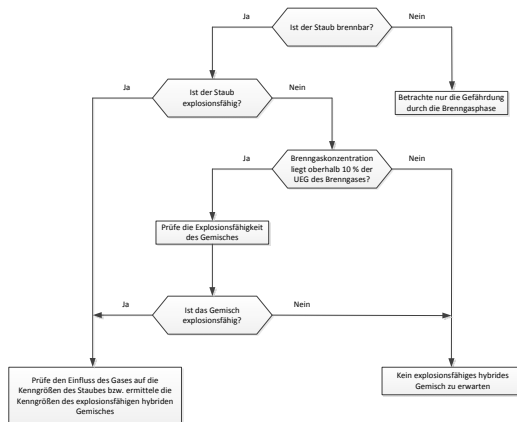 Ja
Nein
Ist der Staub brennbar?
Ja
Nein
Ist der Staub
explosionsfähig?
Betrachte nur die Gefährdung
durch die Brenngasphase
Ja
Nein
Brenngaskonzentration
liegt oberhalb 10 % der
UEG des Brenngases?
Prüfe die Explosionsfähigkeit
des Gemisches
Ja
Nein
Ist das Gemisch
explosionsfähig?
Prüfe den Einfluss des Gases auf die
Kenngrößen des Staubes bzw. ermittele die
Kenngrößen des explosionsfähigen hybriden
Gemisches
Kein explosionsfähiges hybrides
Gemisch zu erwarten